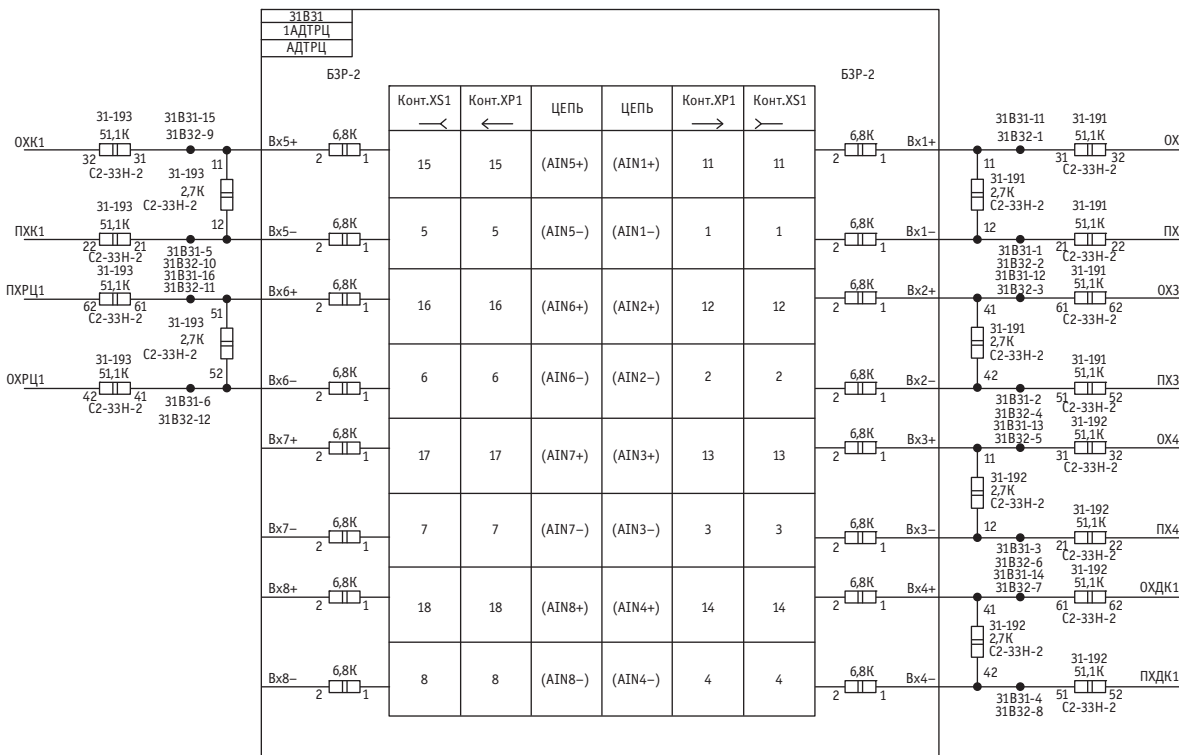 31В31
1АДТРЦ
АДТРЦ
БЗР-2
БЗР-2
Конт.XS1 Конт.XP1 ЦЕПЬ ЦЕПЬ Конт.XP1 Конт.XS1
31-193 31В31-15
51,1К 31В32-9
ОХК1 32 31 Вх5+ 6,8К 2 1
С2-33Н-2
11
31-193
2,7К
С2-33Н-2
12
15 15 (AIN5+) (AIN1+) 11 11
6,8К 2 1 Вх1+
31В31-11 31-191
31В32-1 51,1К
31 32 ОХ
С2-33Н-2
11
31-191
2,7К
С2-33Н-2
12
31-193
51,1К
ПХК1 22 21 Вх5– 6,8К 2 1
С2-33Н-2
31В31-5
31В32-10
5 5 (AIN5–) (AIN1–) 1 1
6,8К 2 1 Вх1–
31-191
51,1К
21 22 ПХ
С2-33Н-2
31В31-1
31В32-2
31-193
31В31-16
31В32-11
51,1К
ПХРЦ1 62 61 Вх6+ 6,8К 2 1
С2-33Н-2
51
31-193
2,7К
С2-33Н-2
52
16 16 (AIN6+) (AIN2+) 12 12
6,8К 2 1 Вх2+
31В31-12 31-191
31В32-3 51,1К
61 62 ОХ3
С2-33Н-2
41
31-191
2,7К
С2-33Н-2
42
31-193
51,1К
ОХРЦ1 42 41 Вх6– 6,8К 2 1
С2-33Н-2
31В31-6
31В32-12
6 6 (AIN6–) (AIN2–) 2 2
6,8К 2 1 Вх2–
31-191
51,1К
51 52 ПХ3
С2-33Н-2
31В31-2
31В32-4
Вх7+ 6,8К 2 1
17 17 (AIN7+) (AIN3+) 13 13
6,8К 2 1 Вх3+
31В31-13 31-192
31В32-5 51,1К
31 32 ОХ4
С2-33Н-2
11
31-192
2,7К
С2-33Н-2
12
Вх7– 6,8К 2 1
7 7 (AIN7–) (AIN3–) 3 3
6,8К 2 1 Вх3–
31-192
51,1К
21 22 ПХ4
С2-33Н-2
31В31-3
31В32-6
Вх8+ 6,8К 2 1
18 18 (AIN8+) (AIN4+) 14 14
6,8К 2 1 Вх4+
31В31-14 31-192
31В32-7 51,1К
61 62 ОХДК1
С2-33Н-2
41
31-192
2,7К
С2-33Н-2
42
Вх8– 6,8К 2 1
8 8 (AIN8–) (AIN4–) 4 4
6,8К 2 1 Вх4–
31-192
51,1К
51 52 ПХДК1
С2-33Н-2
31В31-4
31В32-8